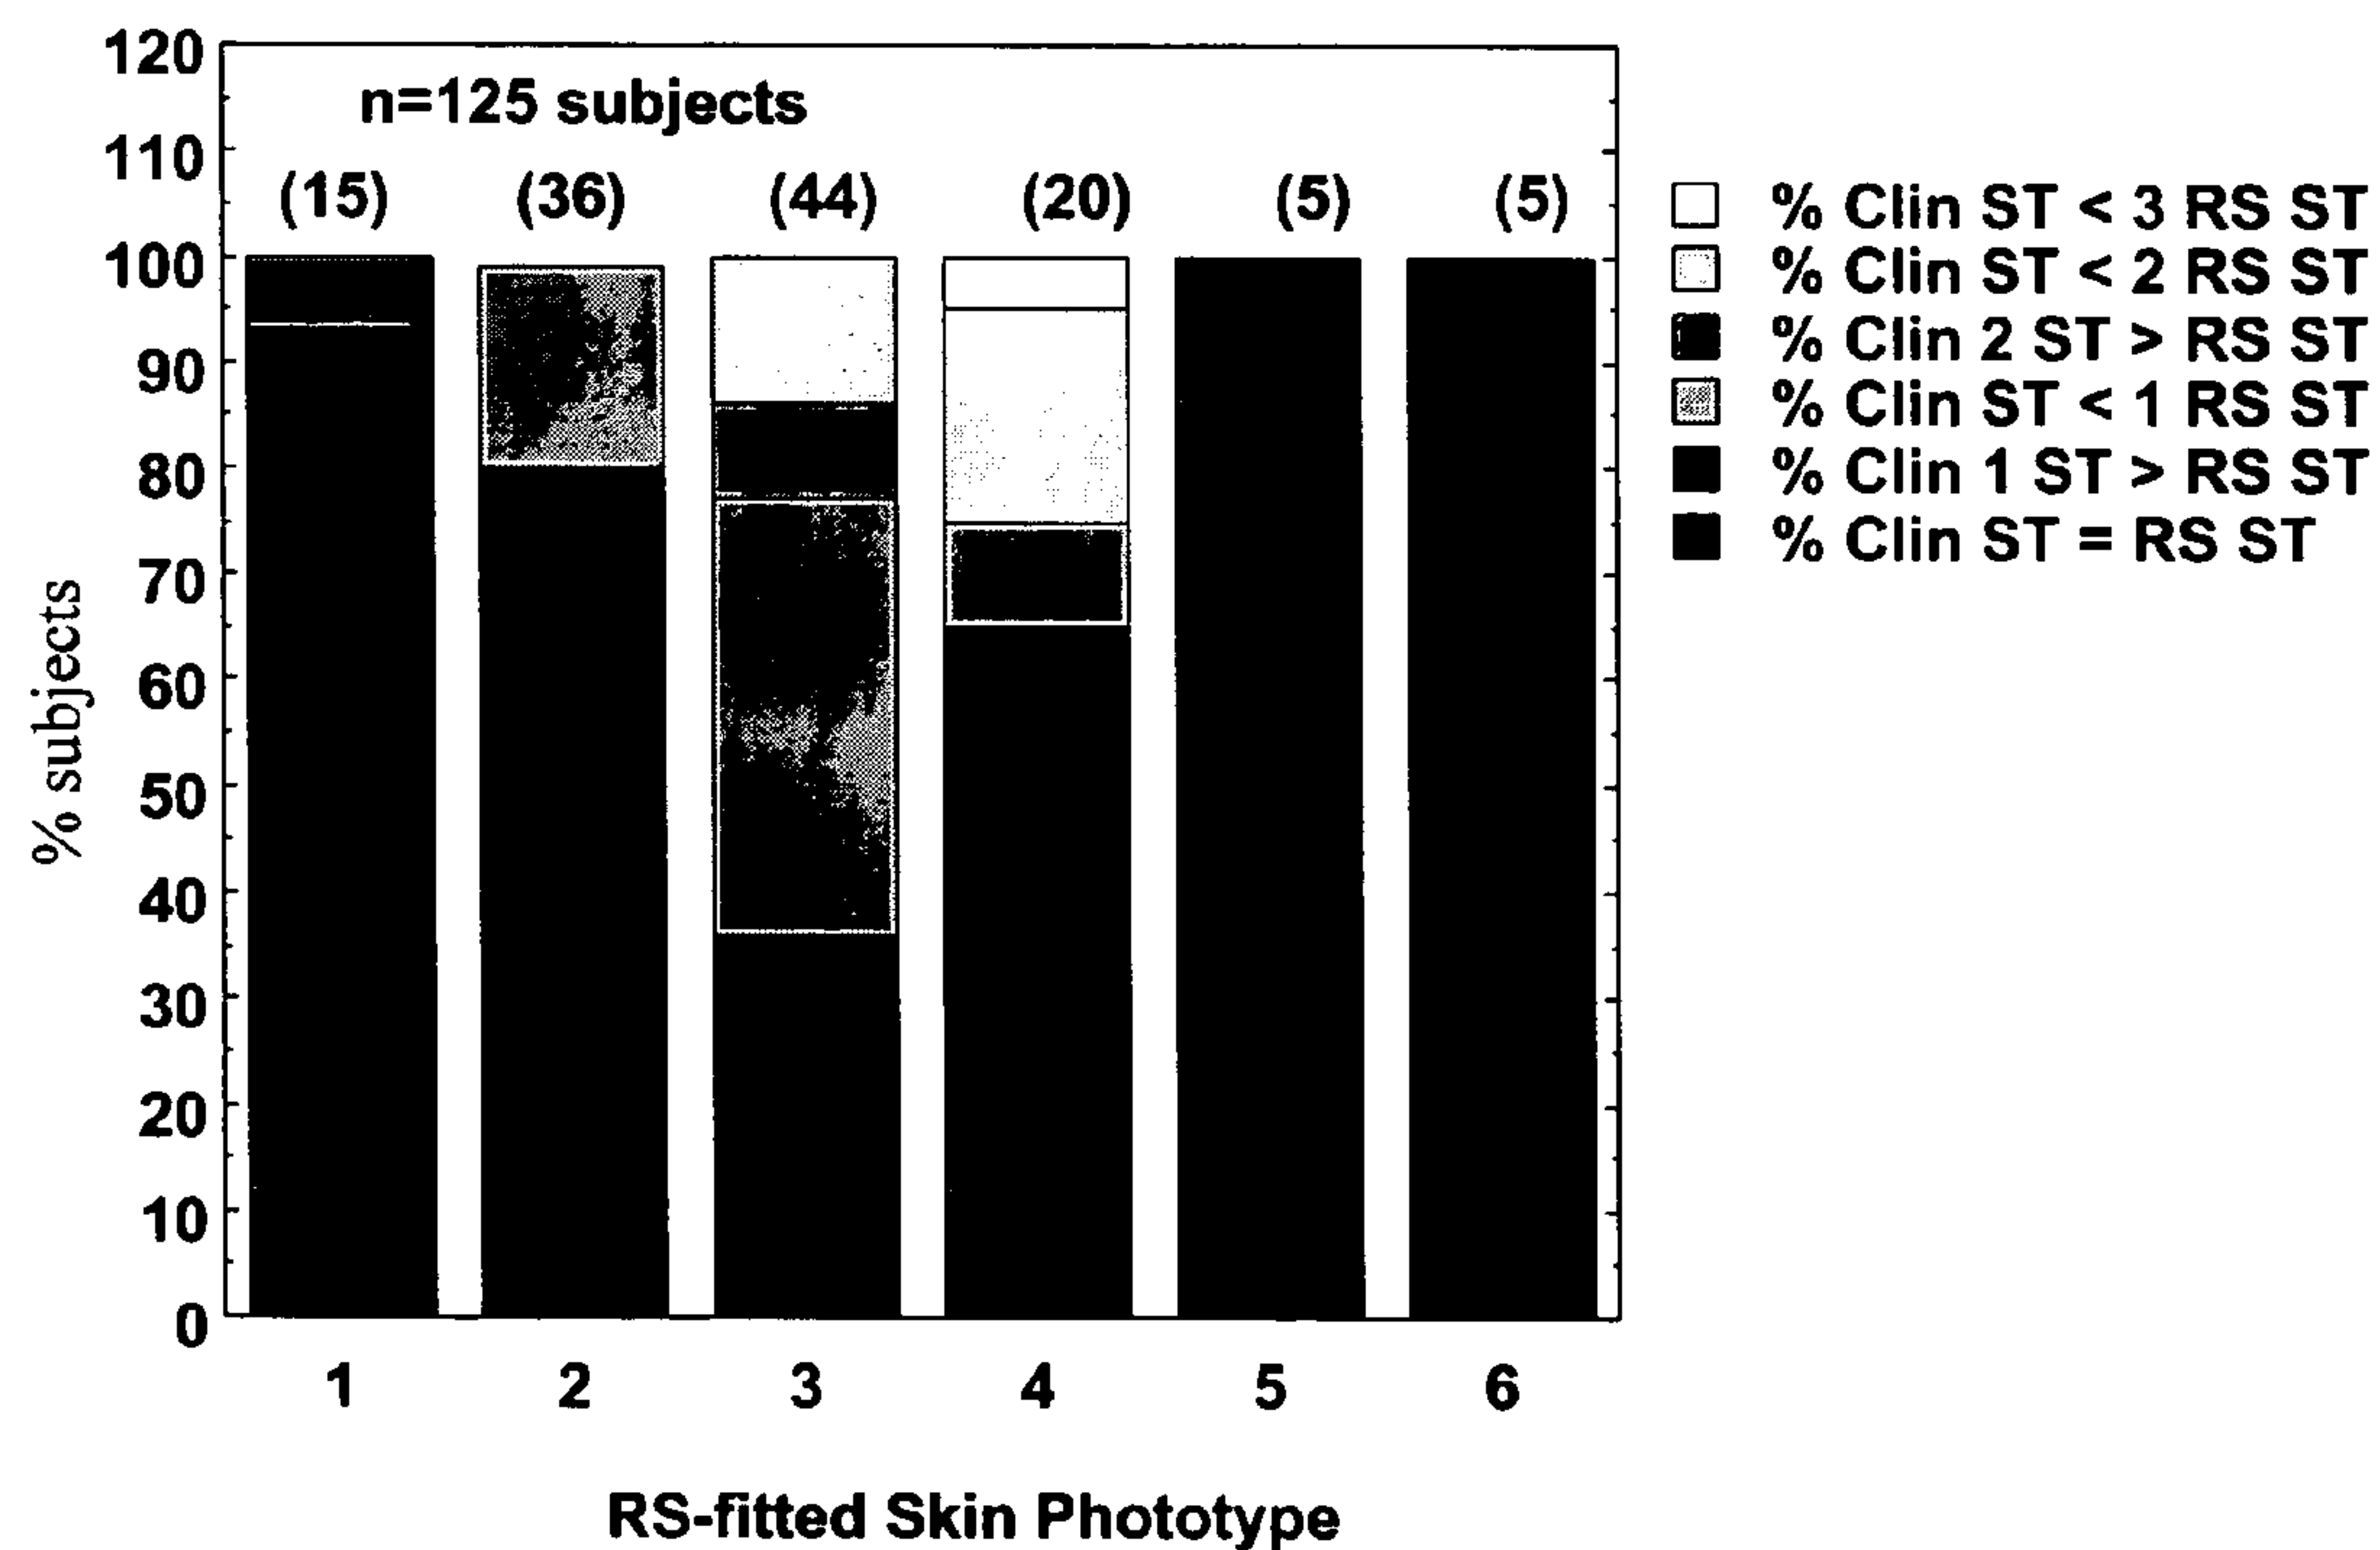 120
n=125 subjects
110
(15) (36) (44) (20) (5) (5)
100
90
80
70
60
50
40
30
20
10
0
% subjects
1 2 3 4 5 6
RS-fitted Skin Phototype
% Clin ST < 3 RS ST
% Clin ST < 2 RS ST
% Clin 2 ST > RS ST
% Clin ST < 1 RS ST
% Clin 1 ST > RS ST
% Clin ST = RS ST